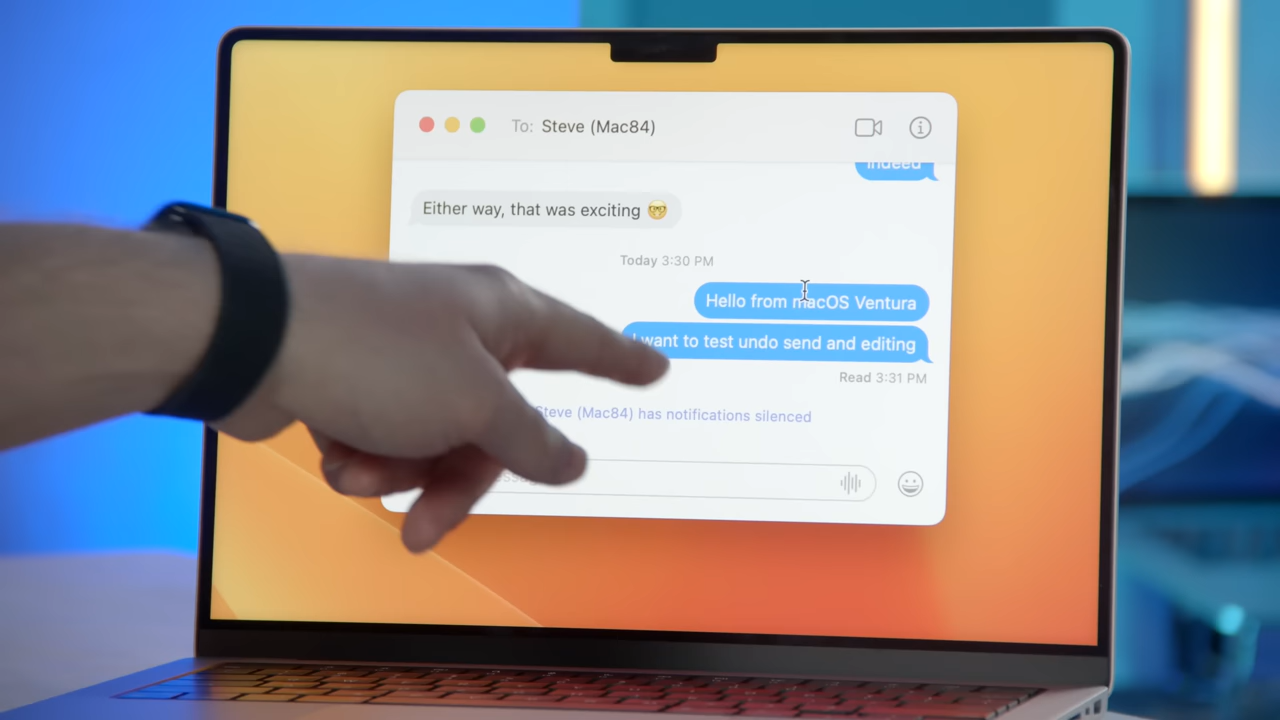 To: Steve (Mac84)
indeed
Either way, that was exciting 🤓
Today 3:30 PM
Hello from macOS Ventura
I want to test undo send and editing
Read 3:31 PM
Steve (Mac84) has notifications silenced